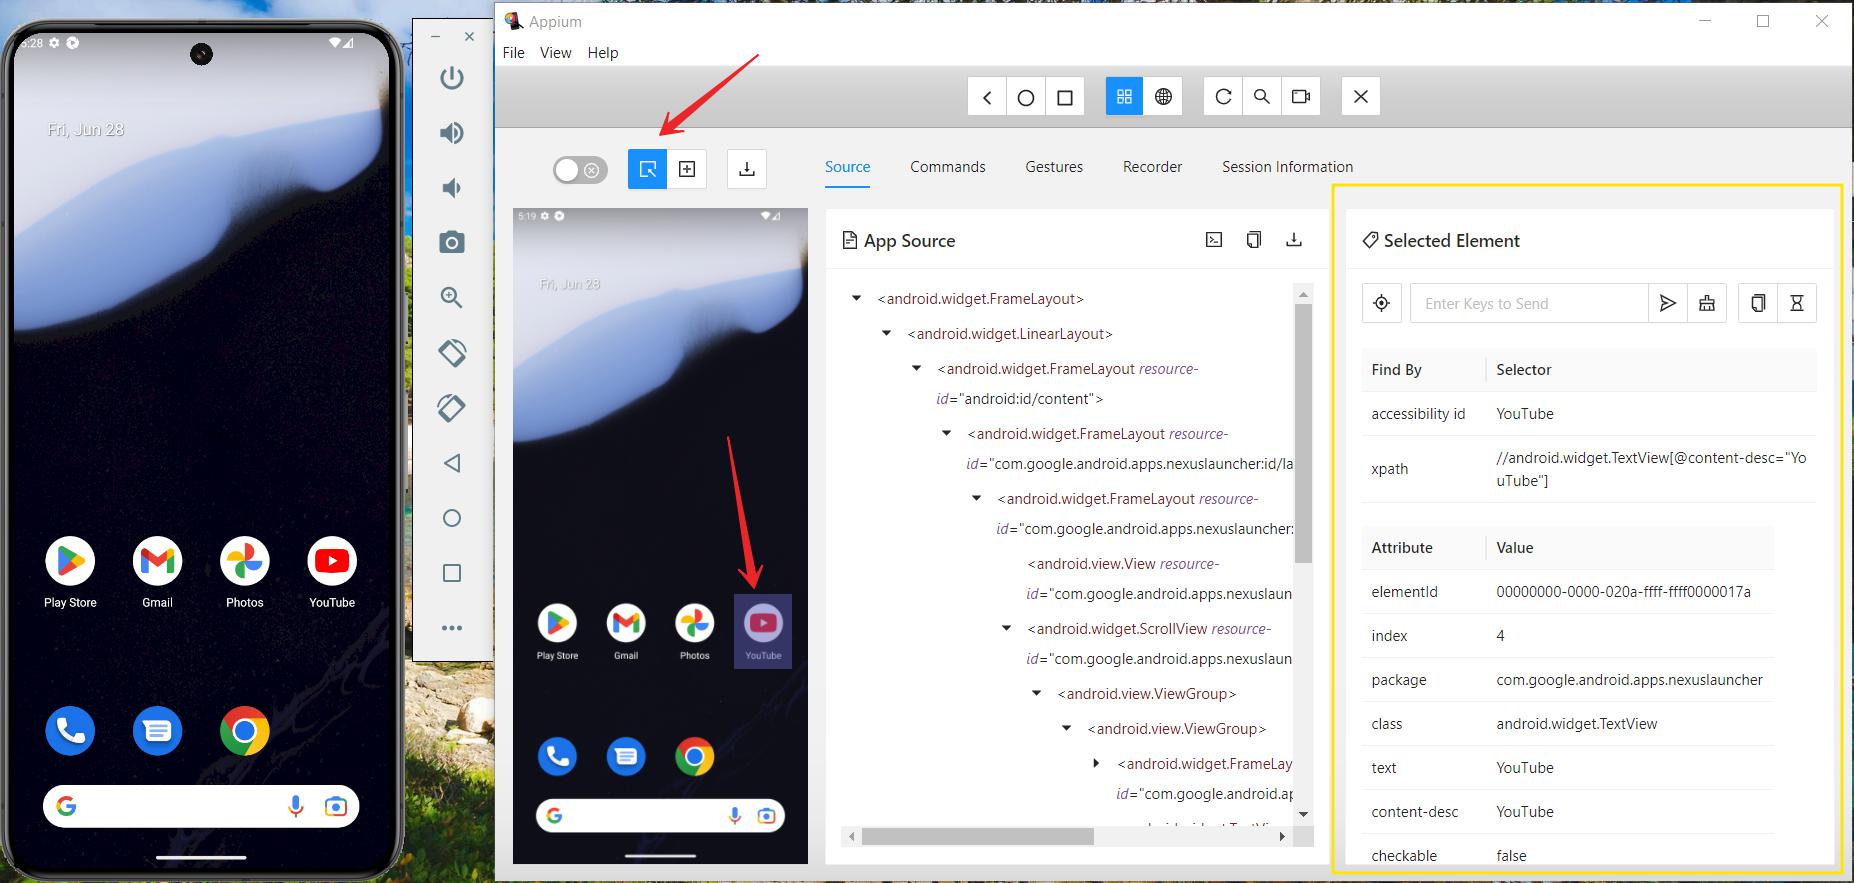 5:28
Fri, Jun 28
Play Store
Gmail
Photos
YouTube
Appium
File
View
Help
Source
Commands
Gestures
Recorder
Session Information
5:19
Fri, Jun 28
Play Store
Gmail
Photos
YouTube
App Source
<android.widget.FrameLayout>
<android.widget.LinearLayout>
<android.widget.FrameLayout resource-
id="android:id/content">
<android.widget.FrameLayout resource-
id="com.google.android.apps.nexuslauncher:id/la
<android.widget.FrameLayout resource-
id="com.google.android.apps.nexuslauncher:
<android.view.View resource-
id="com.google.android.apps.nexuslaun
<android.widget.ScrollView resource-
id="com.google.android.apps.nexuslaun
<android.view.ViewGroup>
<android.view.ViewGroup>
<android.widget.FrameLay
id="com.google.android.ap
Selected Element
Enter Keys to Send
Find By
Selector
accessibility id
YouTube
xpath
//android.widget.TextView[@content-desc="Yo
uTube"]
Attribute
Value
elementId
00000000-0000-020a-ffff-ffff0000017a
index
4
package
com.google.android.apps.nexuslauncher
class
android.widget.TextView
text
YouTube
content-desc
YouTube
checkable
false